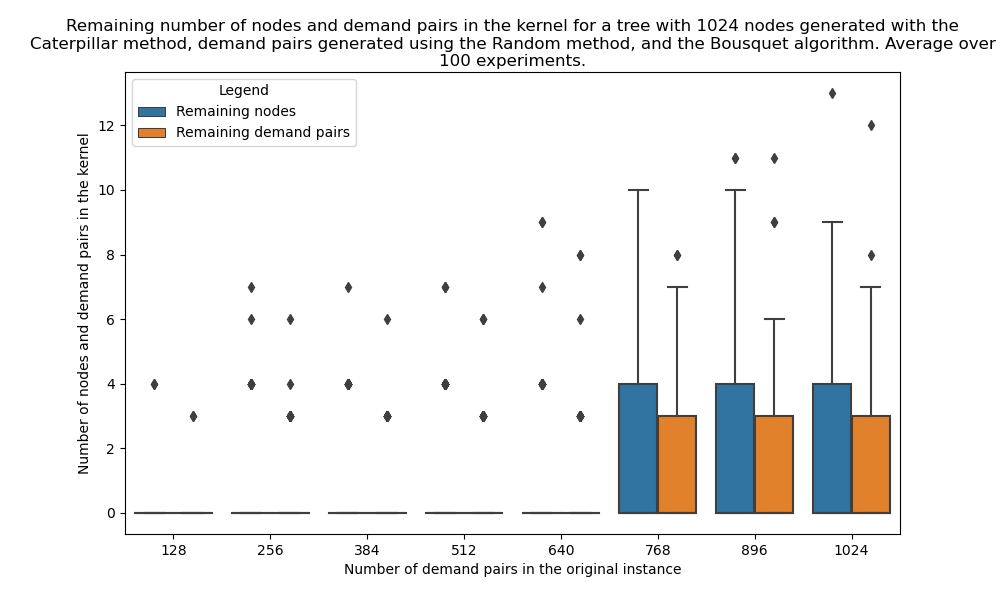 Remaining number of nodes and demand pairs in the kernel for a tree with 1024 nodes generated with the
Caterpillar method, demand pairs generated using the Random method, and the Bousquet algorithm. Average over
100 experiments.
Legend
Remaining nodes
Remaining demand pairs
Number of nodes and demand pairs in the kernel
12
10
8
6
4
2
0
128 256 384 512 640 768 896 1024
Number of demand pairs in the original instance